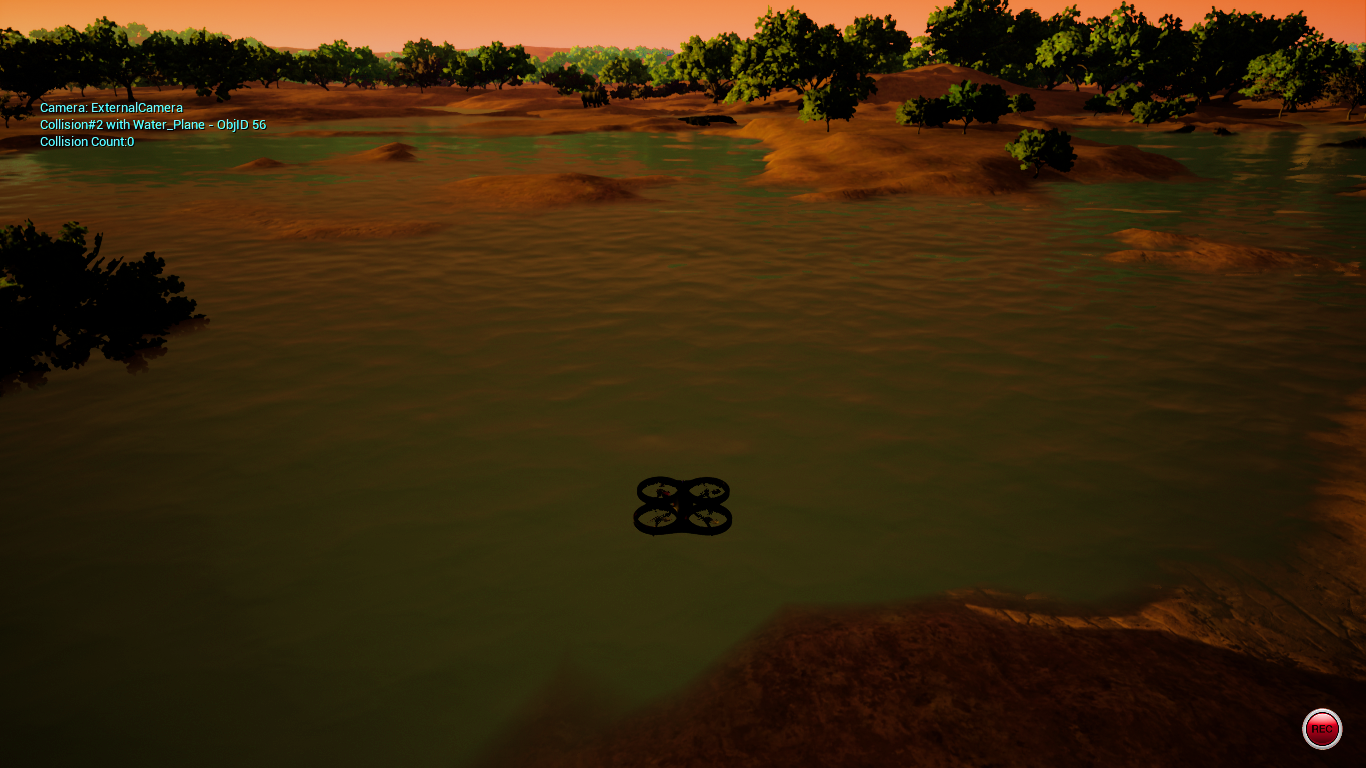 Camera: ExternalCamera
Collision#2 with Water_Plane - ObjID 56
Collision Count:0
REC